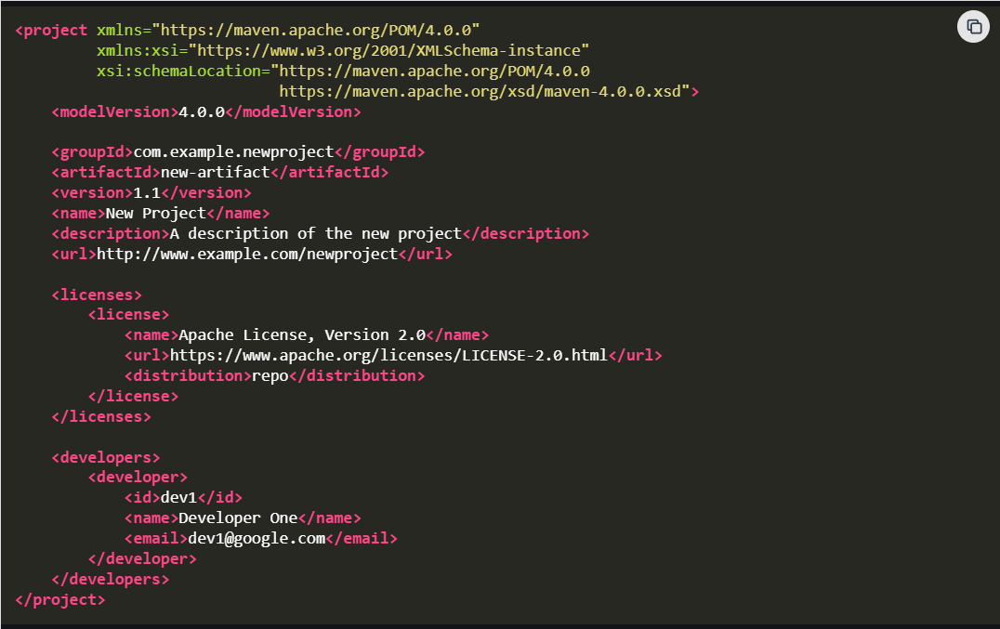 <project xmlns="https://maven.apache.org/POM/4.0.0"
xmlns:xsi="https://www.w3.org/2001/XMLSchema-instance"
xsi:schemaLocation="https://maven.apache.org/POM/4.0.0
https://maven.apache.org/xsd/maven-4.0.0.xsd">
<modelVersion>4.0.0</modelVersion>
<groupId>com.example.newproject</groupId>
<artifactId>new-artifact</artifactId>
<version>1.1</version>
<name>New Project</name>
<description>A description of the new project</description>
<url>http://www.example.com/newproject</url>
<licenses>
<license>
<name>Apache License, Version 2.0</name>
<url>https://www.apache.org/licenses/LICENSE-2.0.html</url>
<distribution>repo</distribution>
</license>
</licenses>
<developers>
<developer>
<id>dev1</id>
<name>Developer One</name>
<email>dev1@google.com</email>
</developer>
</developers>
</project>